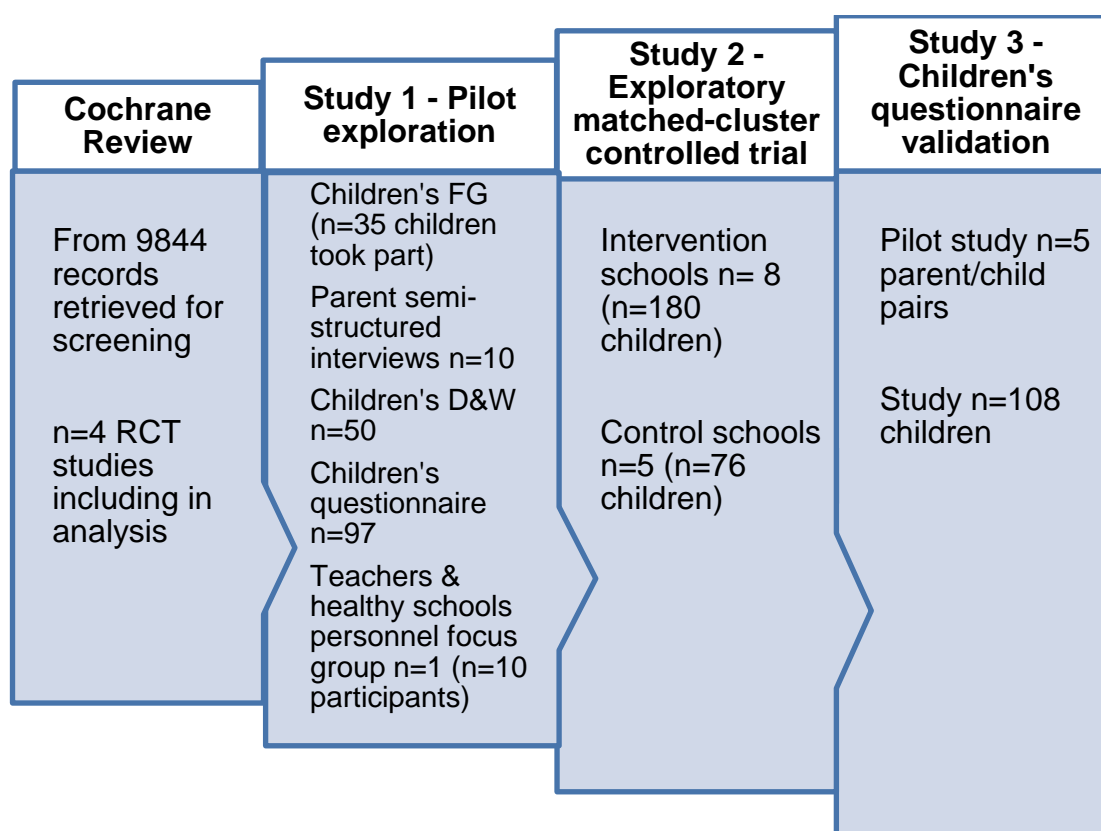 Cochrane
Review
From 9844
records
retrieved for
screening
n=4 RCT
studies
including in
analysis
Study 1 - Pilot
exploration
Children's FG
(n=35 children
took part)
Parent semi-
structured
interviews n=10
Children's D&W
n=50
Children's
questionnaire
n=97
Teachers &
healthy schools
personnel focus
group n=1 (n=10
participants)
Study 2 -
Exploratory
matched-cluster
controlled trial
Intervention
schools n= 8
(n=180
children)
Control schools
n=5 (n=76
children)
Study 3 -
Children's
questionnaire
validation
Pilot study n=5
parent/child
pairs
Study n=108
children